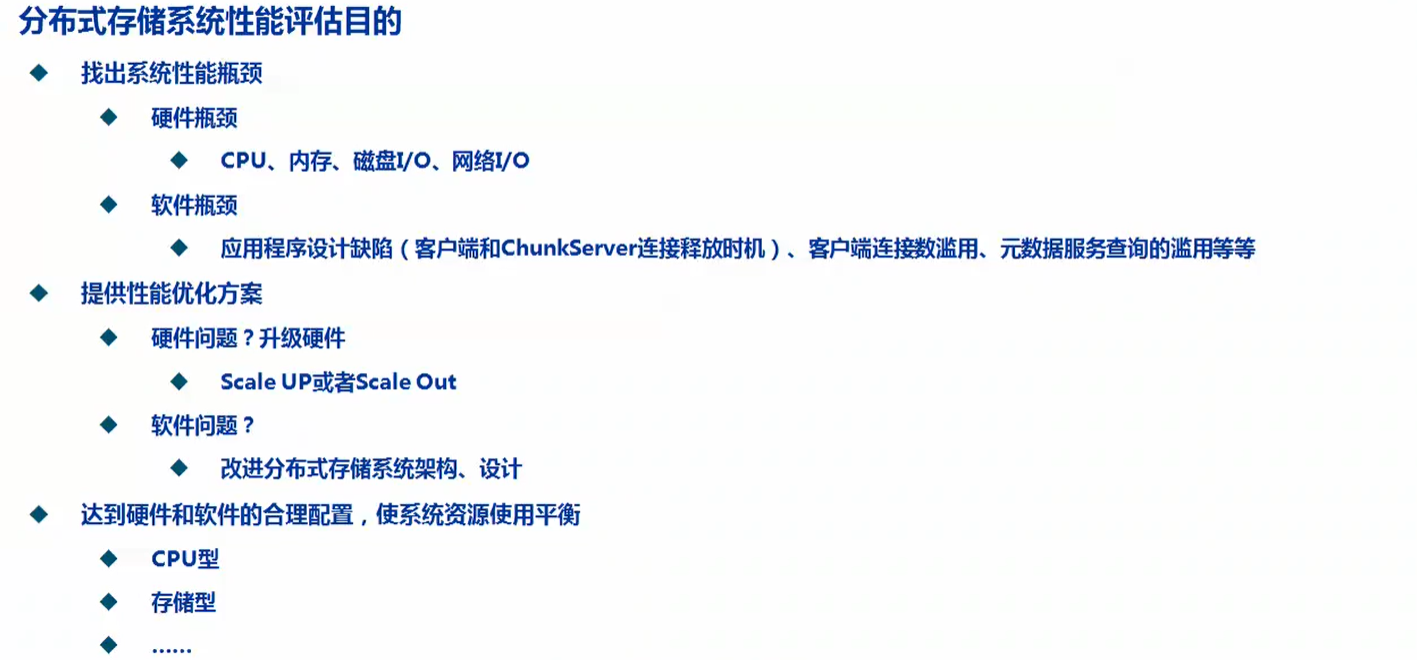 分布式存储系统性能评估目的
找出系统性能瓶颈
硬件瓶颈
CPU、内存、磁盘I/O、网络I/O
软件瓶颈
应用程序设计缺陷（客户端和ChunkServer连接释放时机）、客户端连接数滥用、元数据服务查询的滥用等等
提供性能优化方案
硬件问题？升级硬件
Scale UP或者Scale Out
软件问题？
改进分布式存储系统架构、设计
达到硬件和软件的合理配置，使系统资源使用平衡
CPU型
存储型
......